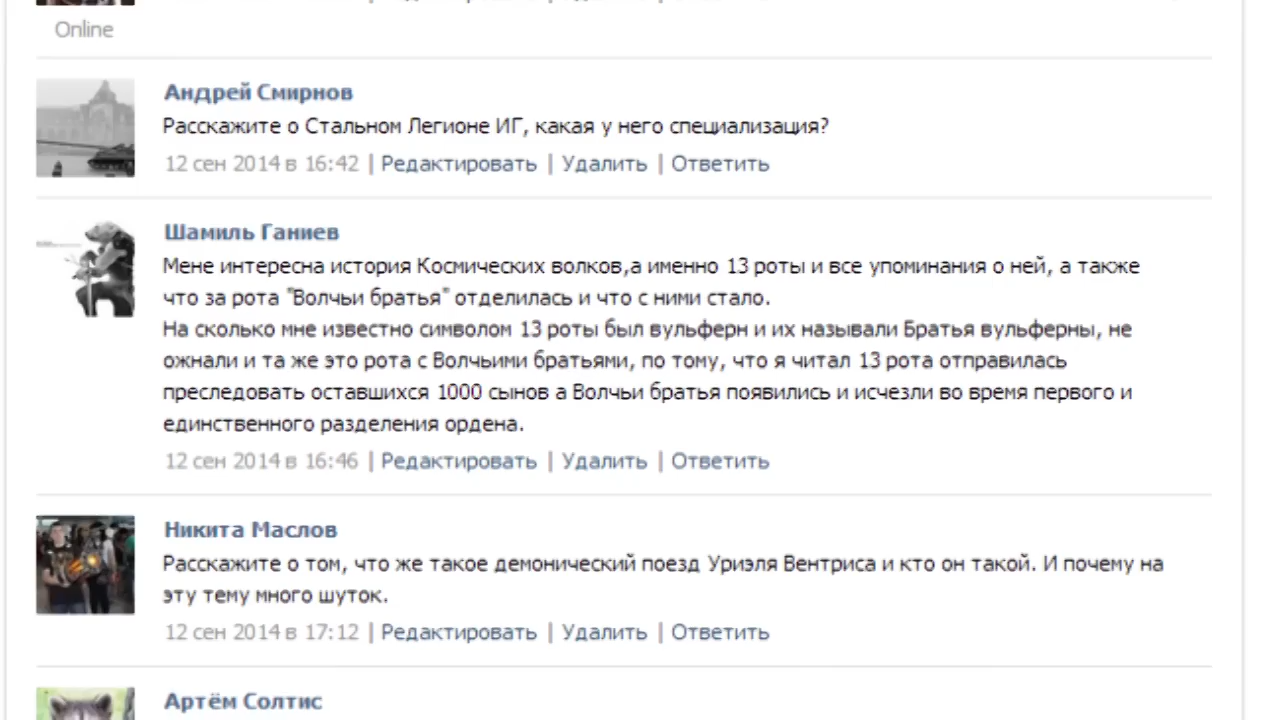 Online
Андрей Смирнов
Расскажите о Стальном Легионе ИГ, какая у него специализация?
12 сен 2014 в 16:42 | Редактировать | Удалить | Ответить
Шамиль Ганиев
Мене интересна история Космических волков,а именно 13 роты и все упоминания о ней, а также
что за рота "Волчьи братья" отделилась и что с ними стало.
На сколько мне известно символом 13 роты был вульферн и их называли Братья вульферны, не
ожнали и та же это рота с Волчьими братьями, по тому, что я читал 13 рота отправилась
преследовать оставшихся 1000 сынов а Волчьи братья появились и исчезли во время первого и
единственного разделения ордена.
12 сен 2014 в 16:46 | Редактировать | Удалить | Ответить
Никита Маслов
Расскажите о том, что же такое демонический поезд Уриэля Вентриса и кто он такой. И почему на
эту тему много шуток.
12 сен 2014 в 17:12 | Редактировать | Удалить | Ответить
Артём Солтис